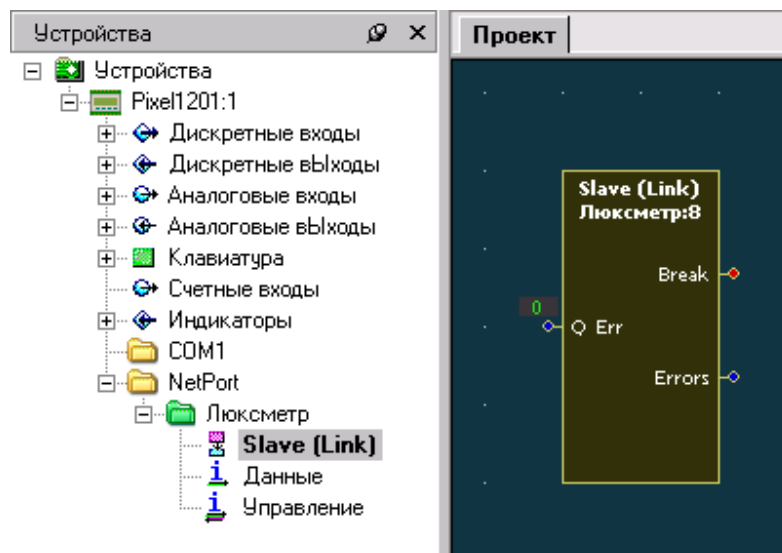 Устройства
Проект
Устройства
Pixel1201:1
Дискретные входы
Дискретные вЫходы
Аналоговые входы
Аналоговые вЫходы
Клавиатура
Счетные входы
Индикаторы
COM1
NetPort
Люксметр
Slave (Link)
Данные
Управление
Slave (Link)
Люксметр:8
Break
0
Err
Errors